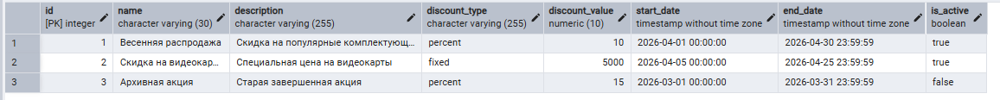 id name description discount_type discount_value start_date end_date is_active
[PK] integer character varying (30) character varying (255) character varying (255) numeric (10) timestamp without time zone timestamp without time zone boolean
1 1 Весенняя распродажа Скидка на популярные комплектующ... percent 10 2026-04-01 00:00:00 2026-04-30 23:59:59 true
2 2 Скидка на видеокар... Специальная цена на видеокарты fixed 5000 2026-04-05 00:00:00 2026-04-25 23:59:59 true
3 3 Архивная акция Старая завершенная акция percent 15 2026-03-01 00:00:00 2026-03-31 23:59:59 false